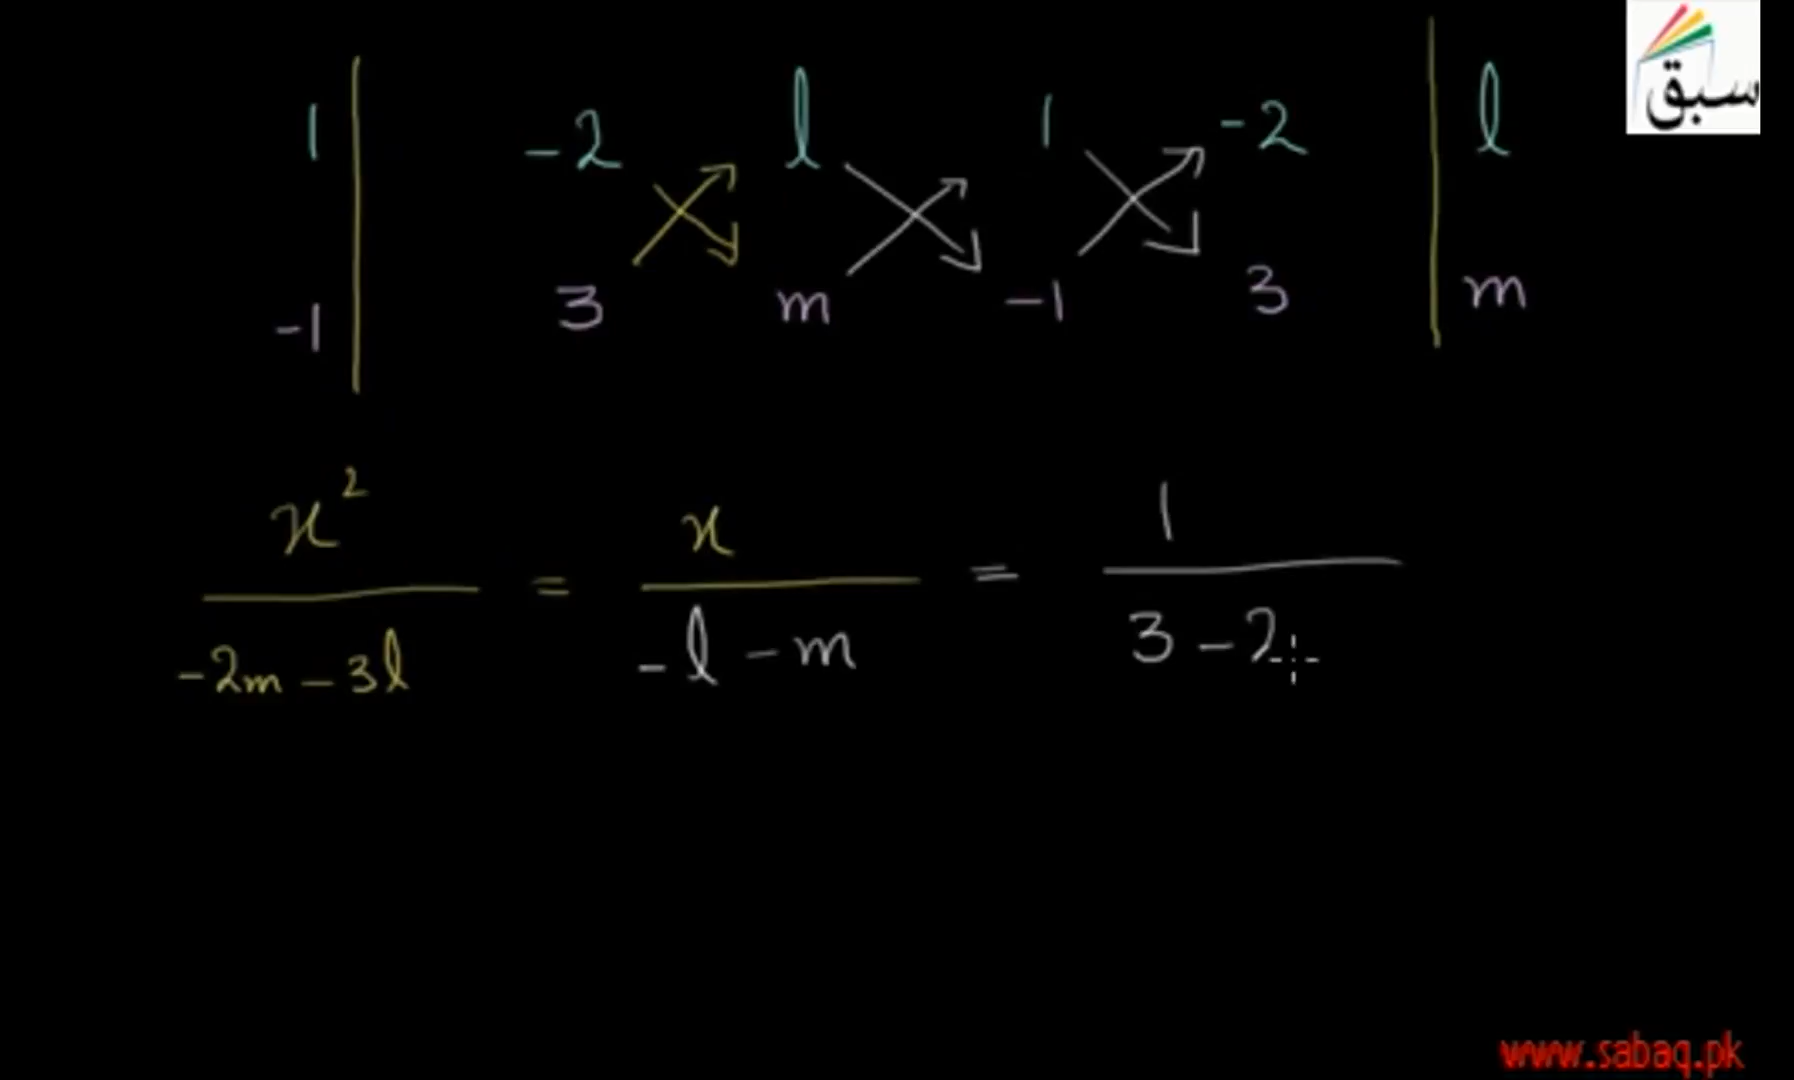 سبق
1 | -2 l 1 -2 | l
-1 | 3 m -1 3 | m
x² / -2m - 3l = x / -l - m = 1 / 3 - 2
www.sabaq.pk